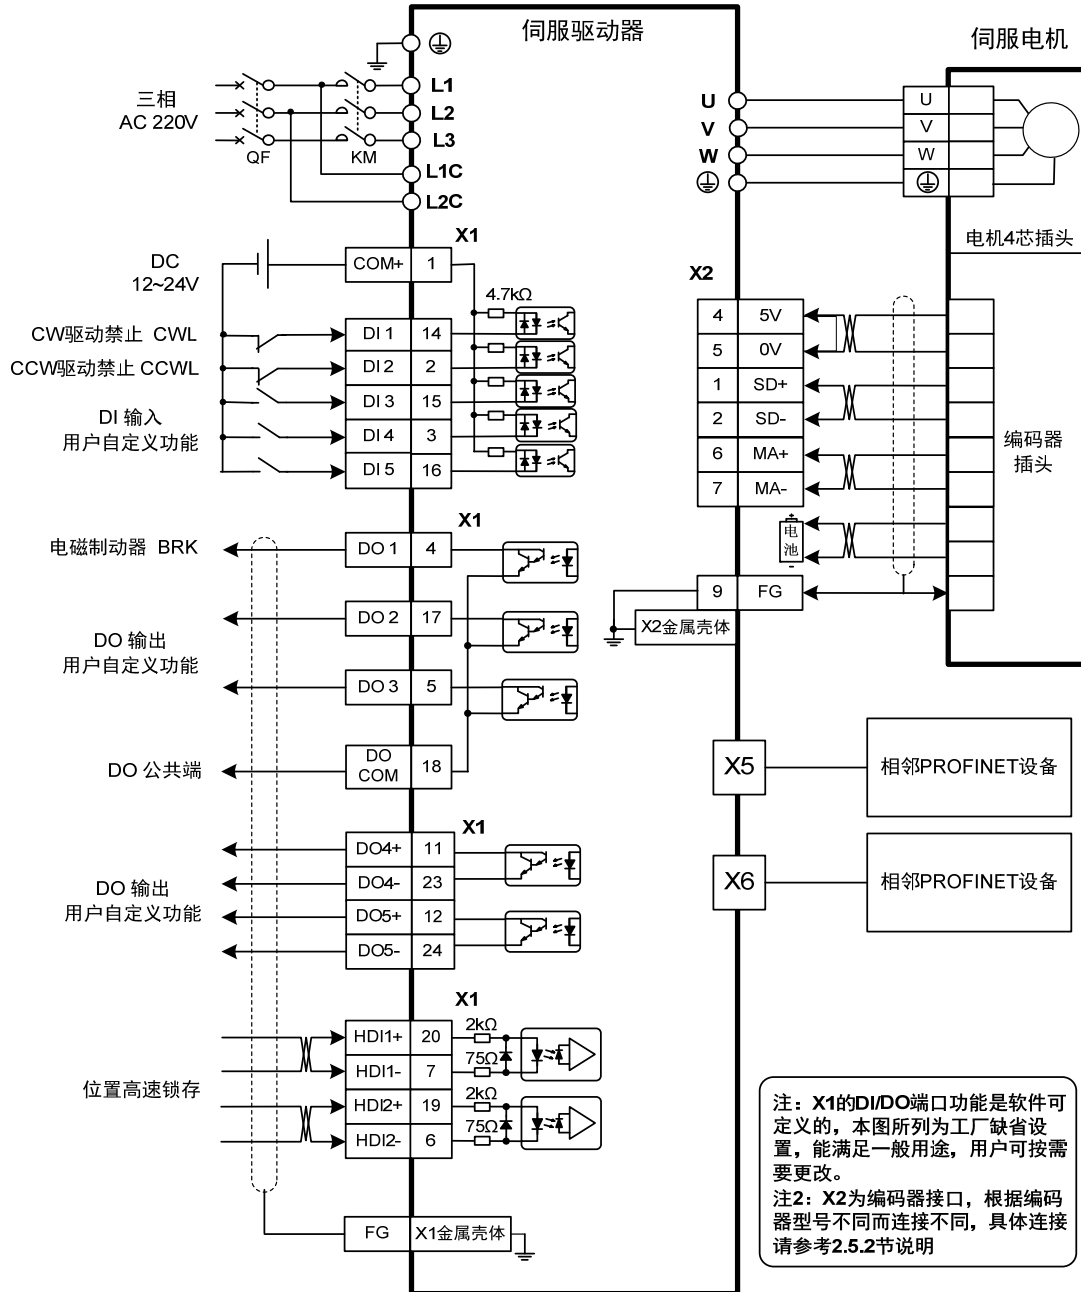 伺服驱动器
伺服电机
三相
AC 220V
QF
KM
L1
L2
L3
L1C
L2C
U
V
W
U
V
W
电机4芯插头
X1
DC
12~24V
COM+ 1
4.7kΩ
CW驱动禁止 CWL
DI 1 14
CCW驱动禁止 CCWL
DI 2 2
DI 3 15
DI 输入
用户自定义功能
DI 4 3
DI 5 16
X2
4 5V
5 0V
1 SD+
2 SD-
6 MA+
7 MA-
编码器
插头
+
电
池
-
9 FG
X2金属壳体
X1
电磁制动器 BRK
DO 1 4
DO 2 17
DO 输出
用户自定义功能
DO 3 5
DO 公共端
DO
COM
18
X5
相邻PROFINET设备
X6
相邻PROFINET设备
X1
DO4+ 11
DO4- 23
DO 输出
用户自定义功能
DO5+ 12
DO5- 24
X1
HDI1+ 20
2kΩ
HDI1- 7
75Ω
位置高速锁存
HDI2+ 19
2kΩ
HDI2- 6
75Ω
FG
X1金属壳体
注：X1的DI/DO端口功能是软件可
定义的，本图所列为工厂缺省设
置，能满足一般用途，用户可按需
要更改。
注2：X2为编码器接口，根据编码
器型号不同而连接不同，具体连接
请参考2.5.2节说明